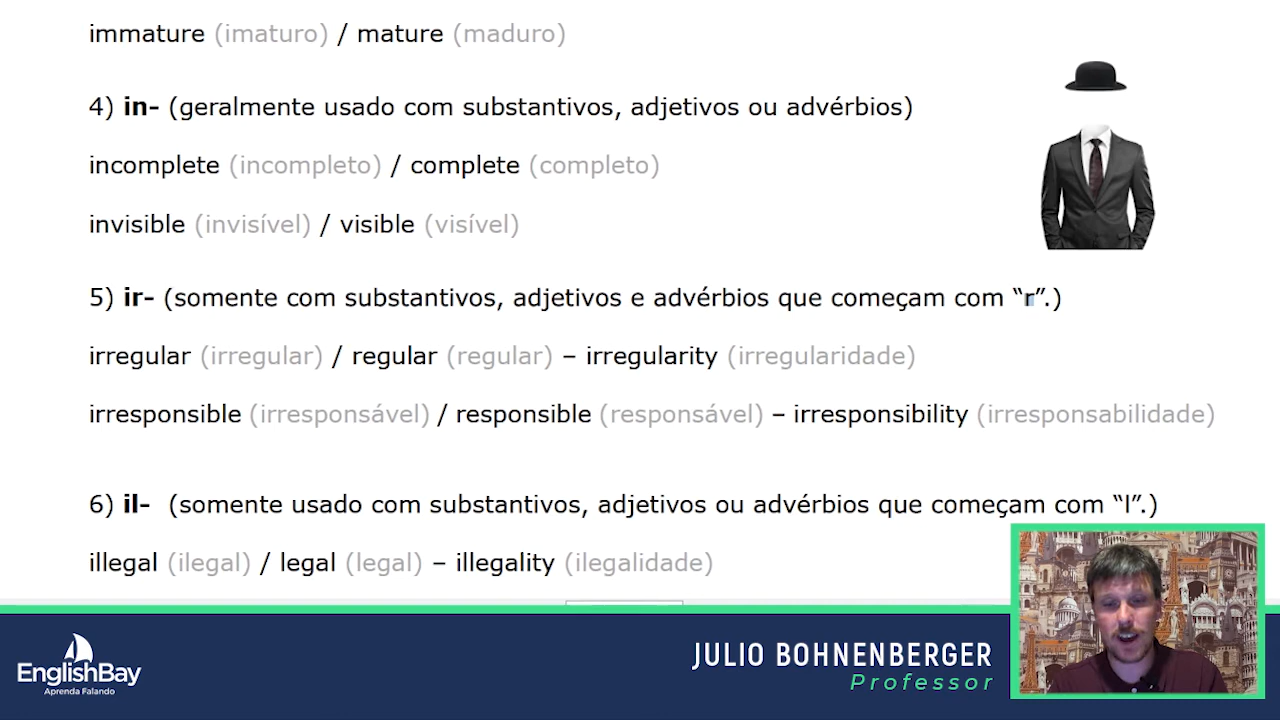 immature (imaturo) / mature (maduro)
4) in- (geralmente usado com substantivos, adjetivos ou advérbios)
incomplete (incompleto) / complete (completo)
invisible (invisível) / visible (visível)
5) ir- (somente com substantivos, adjetivos e advérbios que começam com “r”.)
irregular (irregular) / regular (regular) – irregularity (irregularidade)
irresponsible (irresponsável) / responsible (responsável) – irresponsibility (irresponsabilidade)
6) il-  (somente usado com substantivos, adjetivos ou advérbios que começam com “l”.)
illegal (ilegal) / legal (legal) – illegality (ilegalidade)
EnglishBay
Aprenda Falando
JULIO BOHNENBERGER
Professor